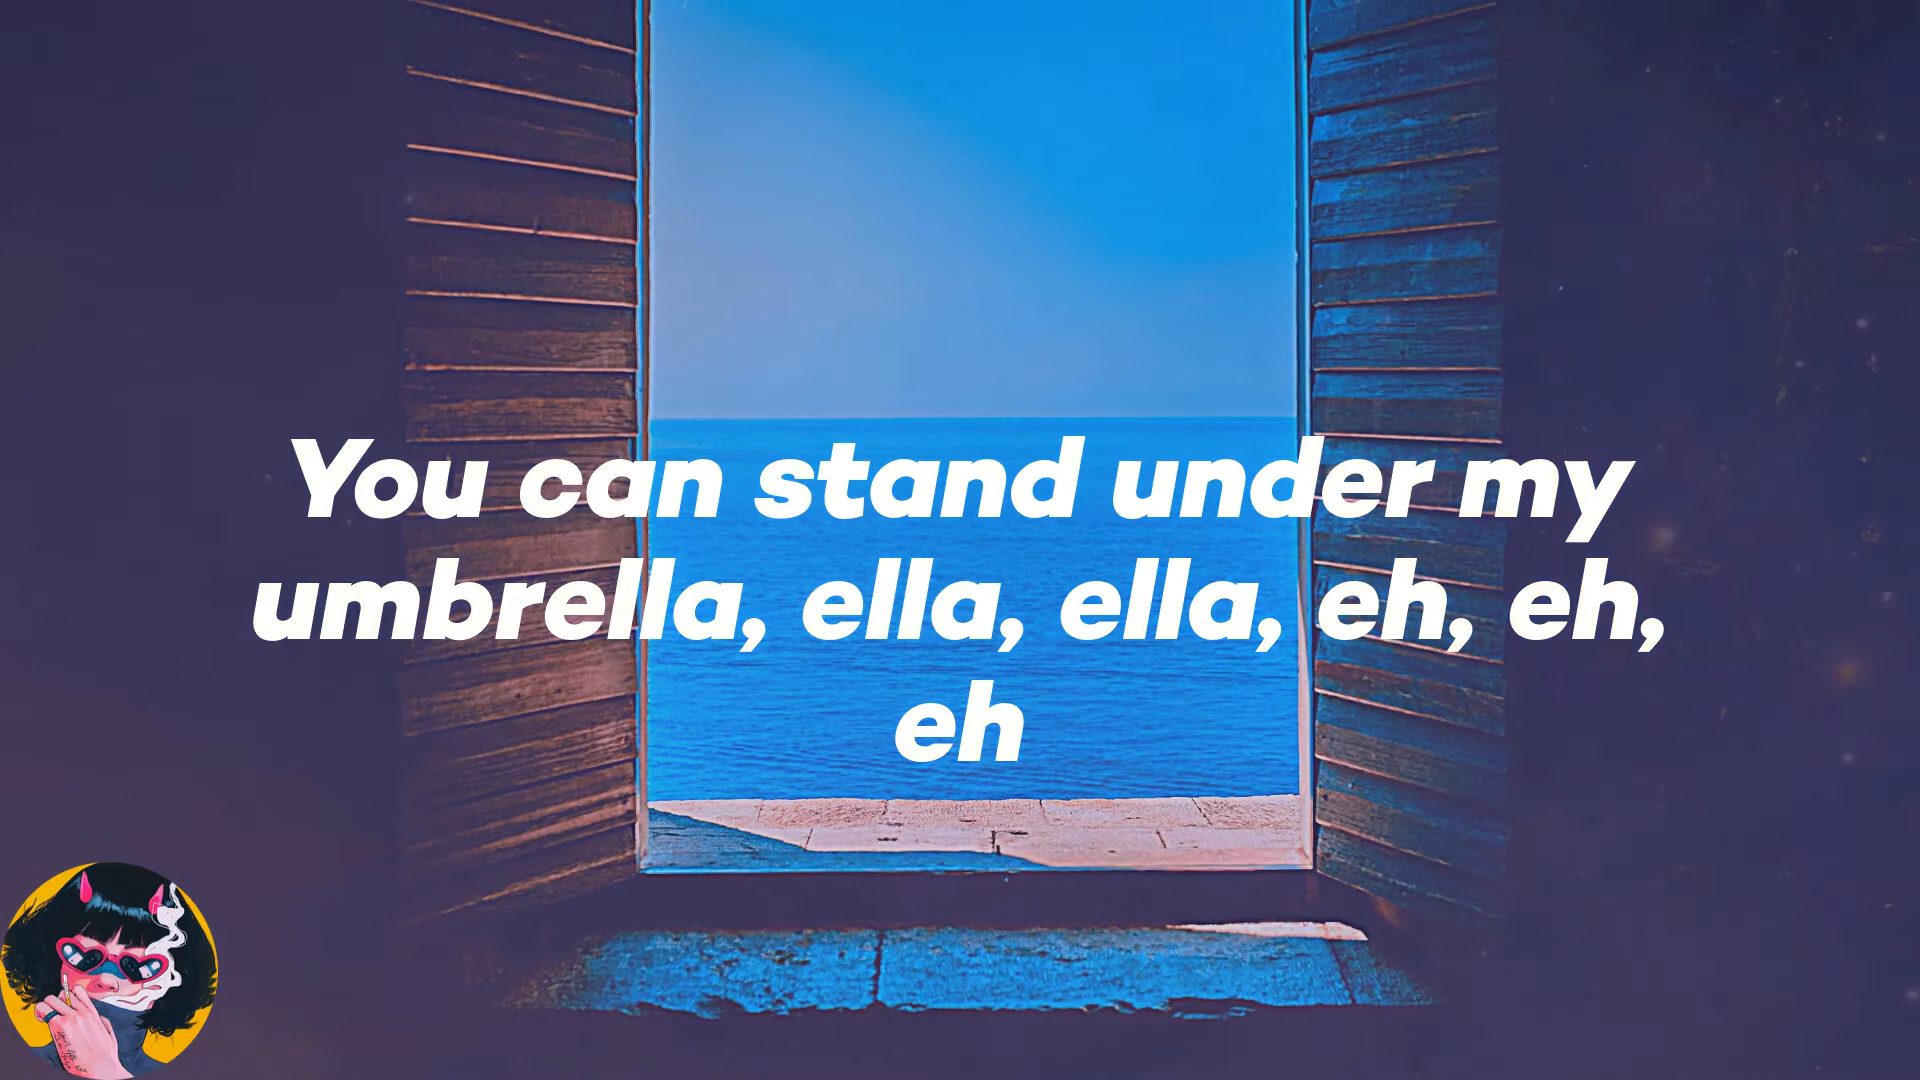 You can stand under my
umbrella, ella, ella, eh, eh,
eh